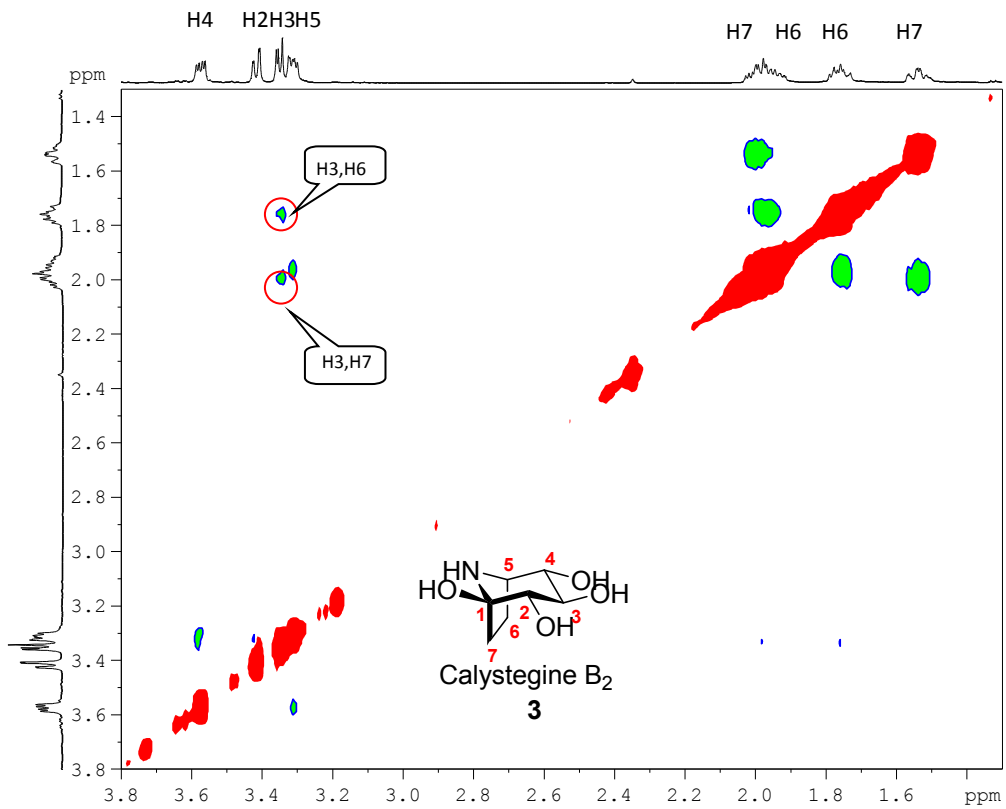 H4 H2 H3 H5 H7 H6 H6 H7
ppm
1.4
1.6
1.8
2.0
2.2
2.4
2.6
2.8
3.0
3.2
3.4
3.6
3.8
H3,H6
H3,H7
HN
5
4
HO
OH
OH
1
2
OH
3
6
7
Calystegine B2
3
3.8 3.6 3.4 3.2 3.0 2.8 2.6 2.4 2.2 2.0 1.8 1.6 ppm